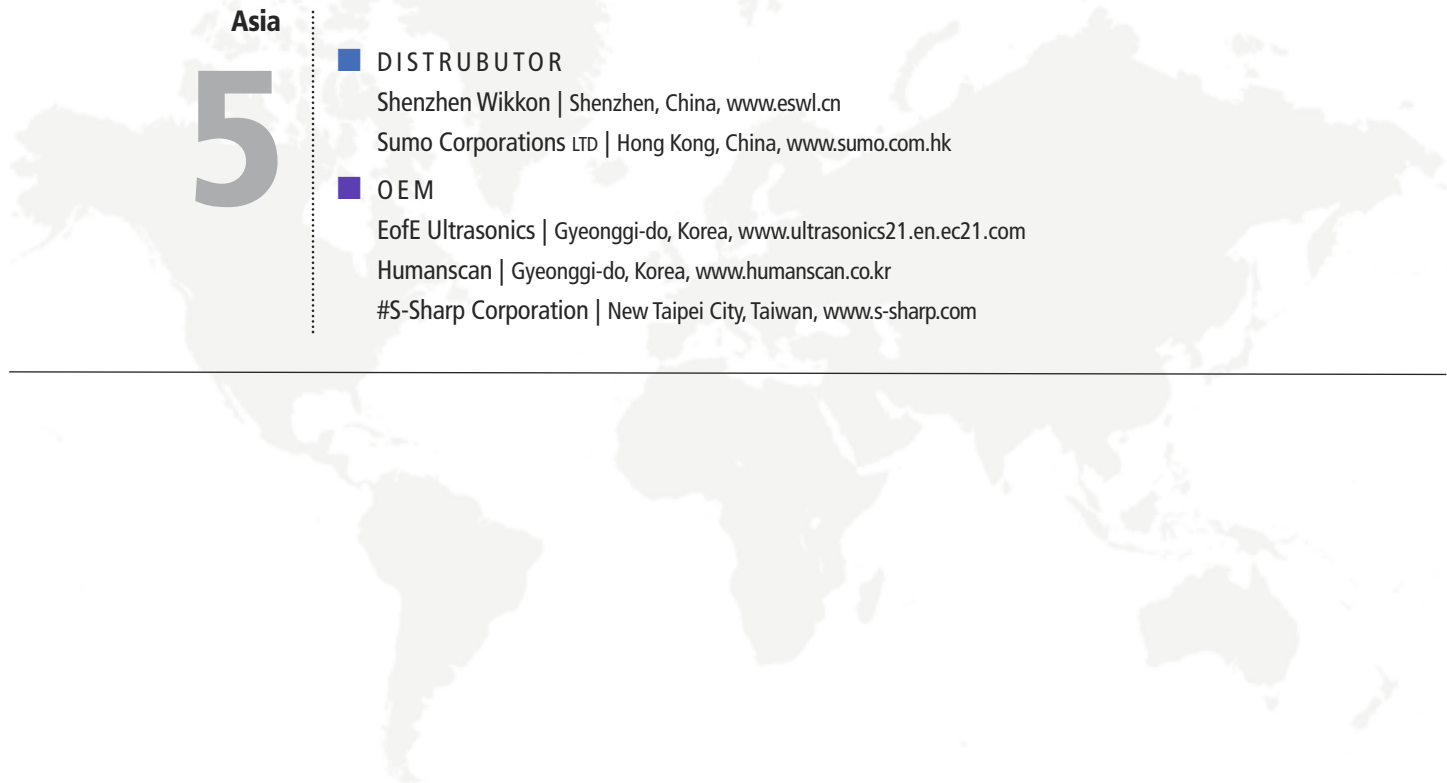 Asia
5
DISTRUBUTOR
Shenzhen Wikkon | Shenzhen, China, www.eswl.cn
Sumo Corporations LTD | Hong Kong, China, www.sumo.com.hk
OEM
EofE Ultrasonics | Gyeonggi-do, Korea, www.ultrasonics21.en.ec21.com
Humanscan | Gyeonggi-do, Korea, www.humanscan.co.kr
#S-Sharp Corporation | New Taipei City, Taiwan, www.s-sharp.com